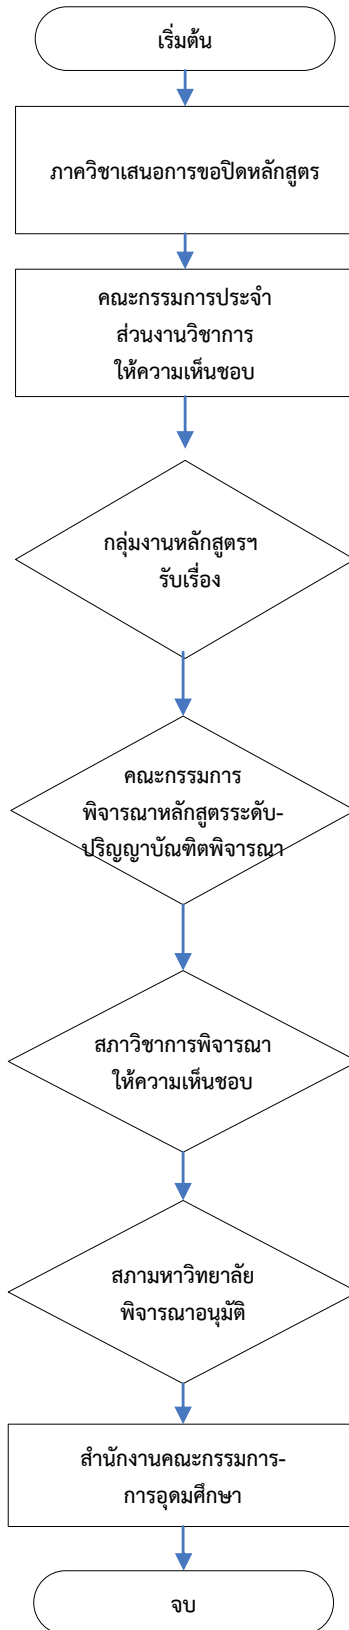 เริ่มต้น
ภาควิชาเสนอการขอปิดหลักสูตร
คณะกรรมการประจำ
ส่วนงานวิชาการ
ให้ความเห็นชอบ
กลุ่มงานหลักสูตรฯ
รับเรื่อง
คณะกรรมการ
พิจารณาหลักสูตรระดับ-
ปริญญาบัณฑิตพิจารณา
สภาวิชาการพิจารณา
ให้ความเห็นชอบ
สภามหาวิทยาลัย
พิจารณาอนุมัติ
สำนักงานคณะกรรมการ-
การอุดมศึกษา
จบ